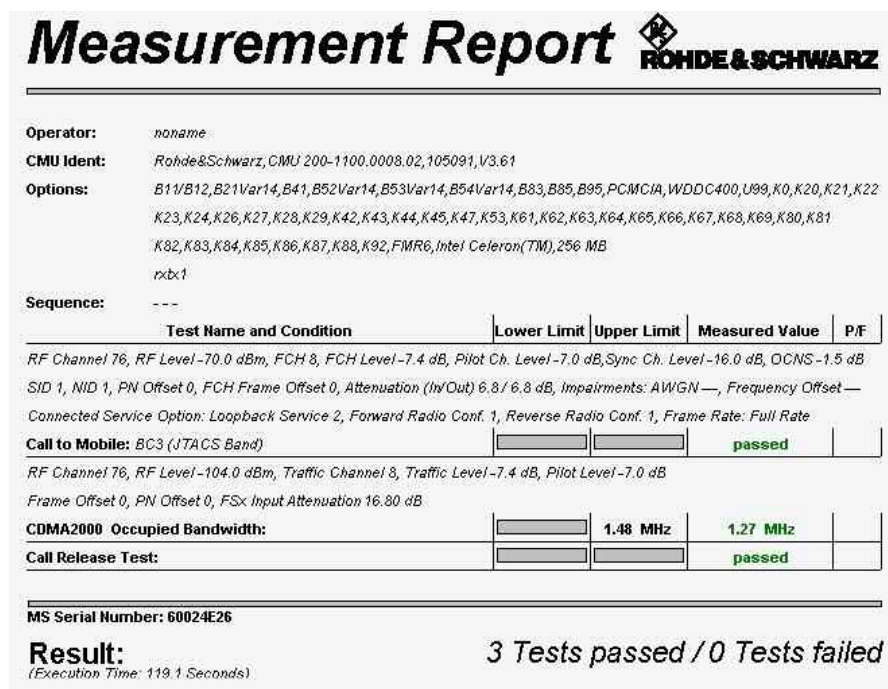 Measurement Report ROHDE&SCHWARZ
Operator: noname
CMU Ident: Rohde&Schwarz,CMU 200-1100.0008.02,105091,V3.61
Options: B11/B12,B21Var14,B41,B52Var14,B53Var14,B54Var14,B83,B85,B95,PCMCIA,WDDC400,U99,K0,K20,K21,K22
K23,K24,K26,K27,K28,K29,K42,K43,K44,K45,K47,K53,K61,K62,K63,K64,K65,K66,K67,K68,K69,K80,K81
K82,K83,K84,K85,K86,K87,K88,K92,FMR6,Intel Celeron(TM),256 MB
rxtx1
Sequence: ---
Test Name and Condition Lower Limit Upper Limit Measured Value P/F
RF Channel 76, RF Level -70.0 dBm, FCH 8, FCH Level -7.4 dB, Pilot Ch. Level -7.0 dB,Sync Ch. Level -16.0 dB, OCNS -1.5 dB
SID 1, NID 1, PN Offset 0, FCH Frame Offset 0, Attenuation (In/Out) 6.8 / 6.8 dB, Impairments: AWGN ---, Frequency Offset ---
Connected Service Option: Loopback Service 2, Forward Radio Conf. 1, Reverse Radio Conf. 1, Frame Rate: Full Rate
Call to Mobile: BC3 (JTACS Band) passed
RF Channel 76, RF Level -104.0 dBm, Traffic Channel 8, Traffic Level -7.4 dB, Pilot Level -7.0 dB
Frame Offset 0, PN Offset 0, FSx Input Attenuation 16.80 dB
CDMA2000 Occupied Bandwidth: 1.48 MHz 1.27 MHz
Call Release Test: passed
MS Serial Number: 60024E26
Result: 3 Tests passed / 0 Tests failed
(Execution Time: 119.1 Seconds)